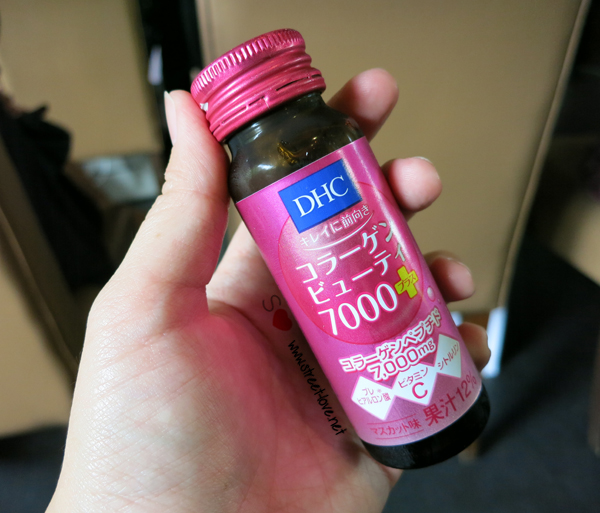 DHC
キレイに前向き
コラーゲン
ビューティ
7000
プラス
コラーゲンペプチド
7,000mg
プレ
ヒアルロン酸
ビタミン
C
シトルリン
マスカット味
果汁12%
www.streetlove.net